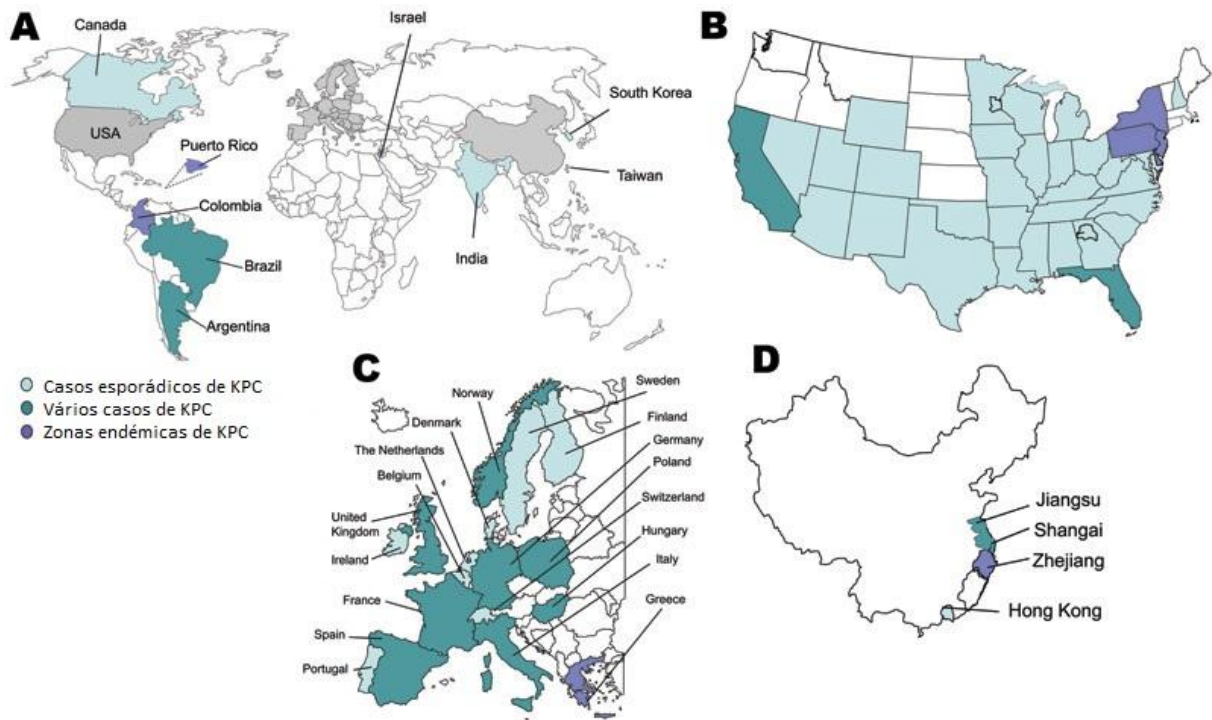 A
Canada
USA
Puerto Rico
Colombia
Brazil
Argentina
Israel
South Korea
Taiwan
India
B
Casos esporádicos de KPC
Vários casos de KPC
Zonas endémicas de KPC
C
Norway
Denmark
The Netherlands
Belgium
United
Kingdom
Ireland
France
Spain
Portugal
Sweden
Finland
Germany
Poland
Switzerland
Hungary
Italy
Greece
D
Jiangsu
Shangai
Zhejiang
Hong Kong